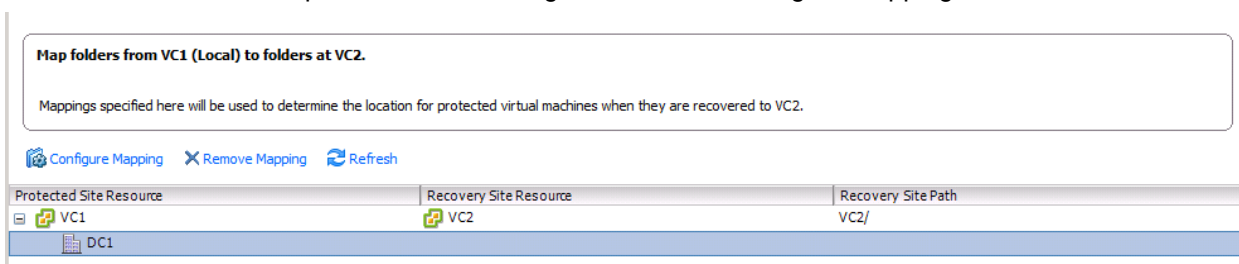 Map folders from VC1 (Local) to folders at VC2.
Mappings specified here will be used to determine the location for protected virtual machines when they are recovered to VC2.
Configure Mapping Remove Mapping Refresh
Protected Site Resource Recovery Site Resource Recovery Site Path
VC1 VC2 VC2/
DC1